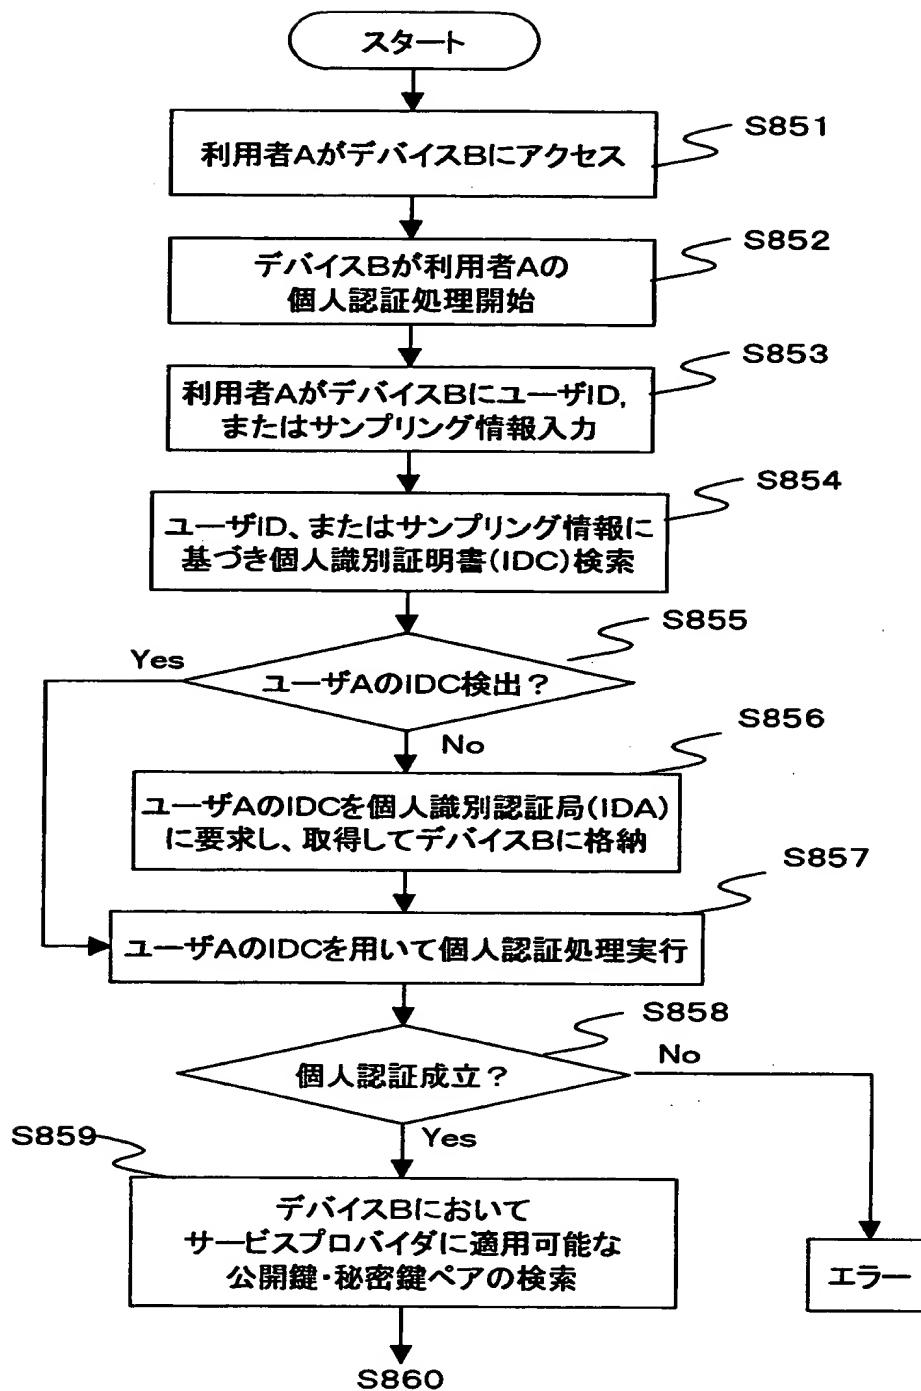 スタート
S851
利用者AがデバイスBにアクセス
S852
デバイスBが利用者Aの
個人認証処理開始
S853
利用者AがデバイスBにユーザID,
またはサンプリング情報入力
S854
ユーザID、またはサンプリング情報に
基づき個人識別証明書(IDC)検索
S855
Yes
ユーザAのIDC検出?
No
S856
ユーザAのIDCを個人識別認証局(IDA)
に要求し、取得してデバイスBに格納
S857
ユーザAのIDCを用いて個人認証処理実行
S858
個人認証成立?
No
Yes
S859
デバイスBにおいて
サービスプロバイダに適用可能な
公開鍵・秘密鍵ペアの検索
エラー
S860